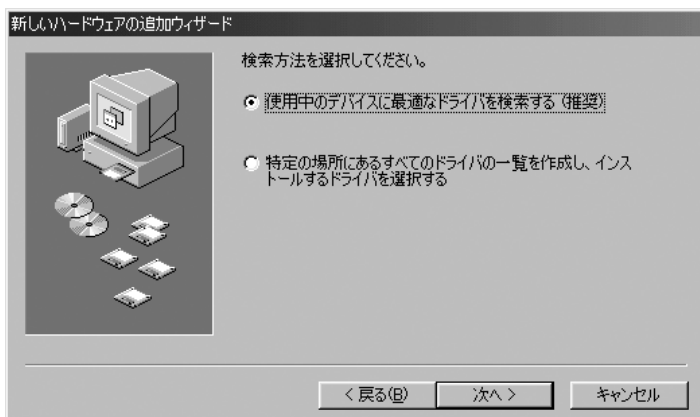 新しいハードウェアの追加ウィザード
検索方法を選択してください。
使用中のデバイスに最適なドライバを検索する（推奨）
特定の場所にあるすべてのドライバの一覧を作成し、インス
トールするドライバを選択する
< 戻る(B)
次へ >
キャンセル